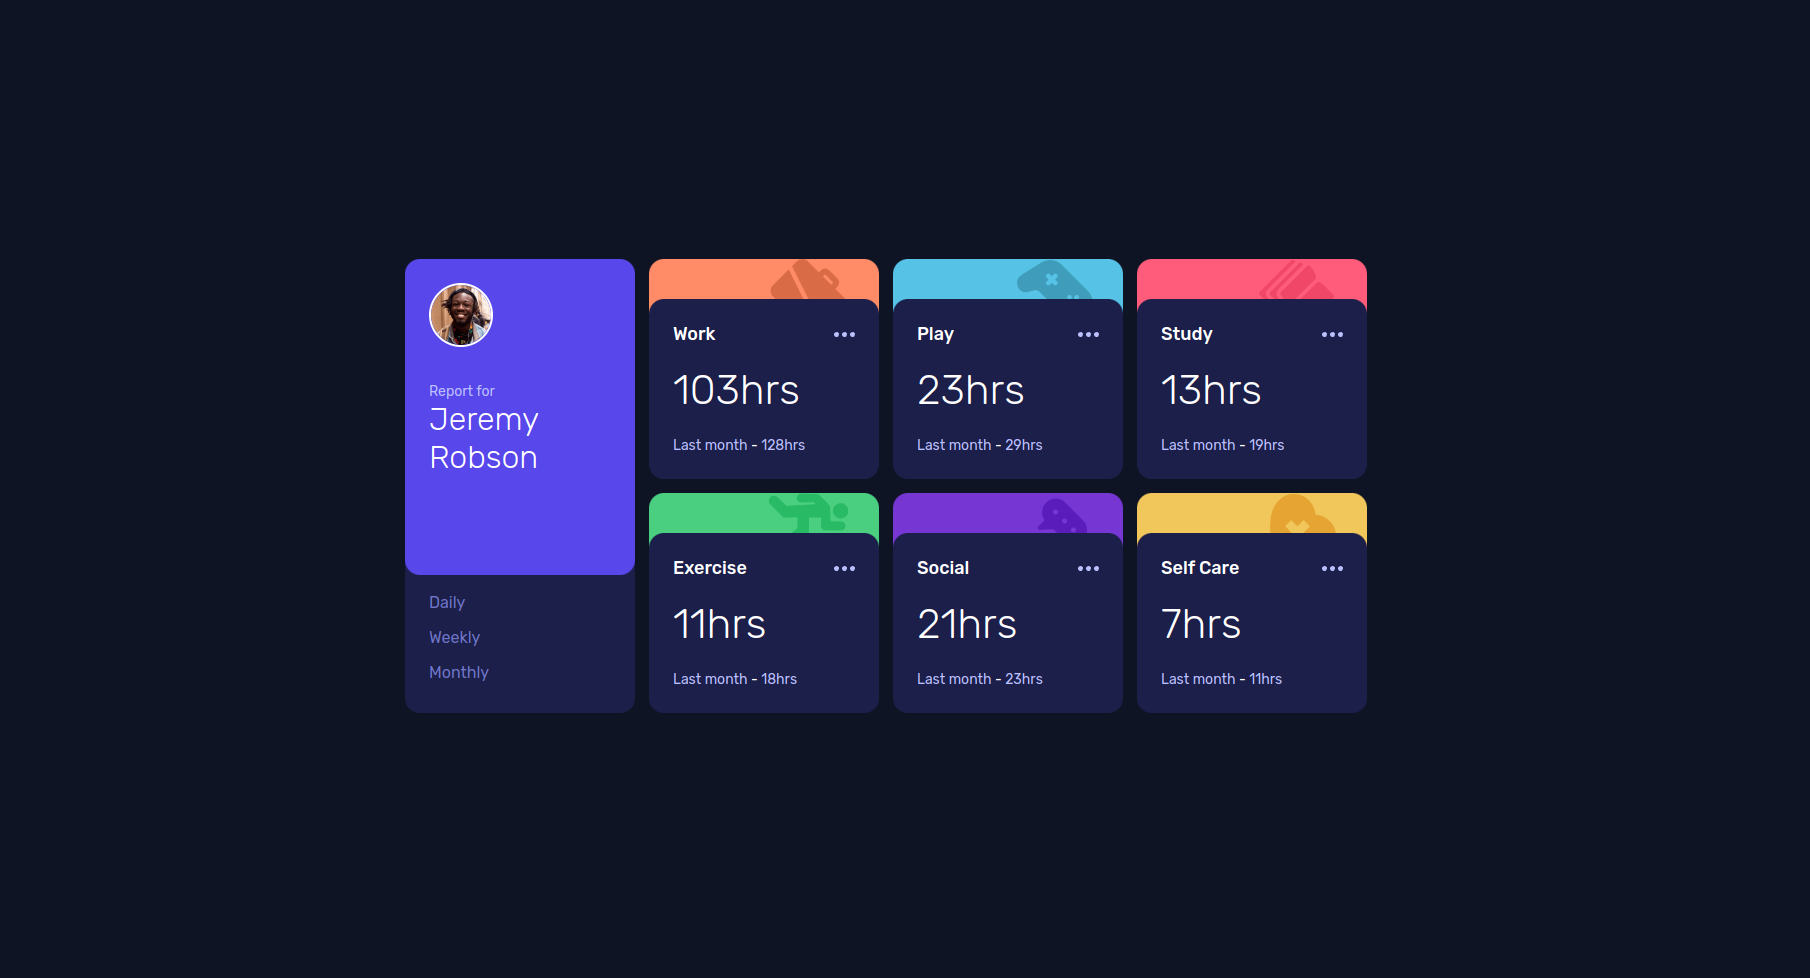 Report for
Jeremy
Robson
Daily
Weekly
Monthly
Work
103hrs
Last month - 128hrs
Play
23hrs
Last month - 29hrs
Study
13hrs
Last month - 19hrs
Exercise
11hrs
Last month - 18hrs
Social
21hrs
Last month - 23hrs
Self Care
7hrs
Last month - 11hrs